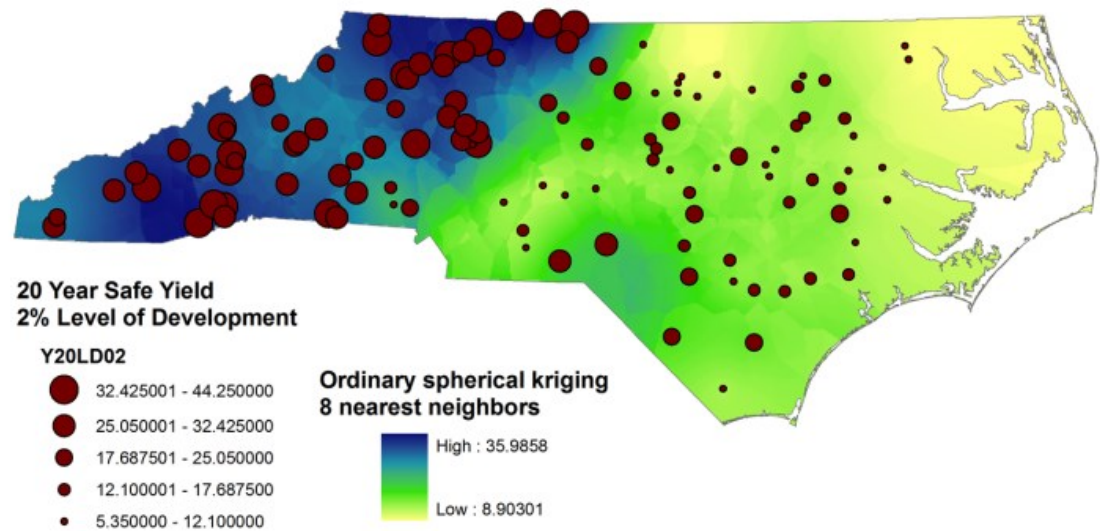 20 Year Safe Yield
2% Level of Development
Y20LD02
32.425001 - 44.250000
25.050001 - 32.425000
17.687501 - 25.050000
12.100001 - 17.687500
5.350000 - 12.100000
Ordinary spherical kriging
8 nearest neighbors
High : 35.9858
Low : 8.90301